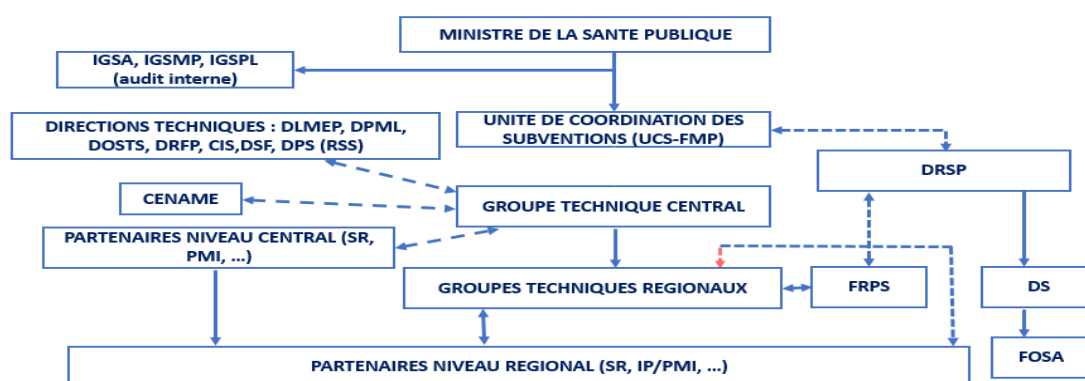 MINISTRE DE LA SANTE PUBLIQUE
IGSA, IGSMP, IGSPL
(audit interne)
DIRECTIONS TECHNIQUES : DLMEP, DPML,
DOSTS, DRFP, CIS,DSF, DPS (RSS)
UNITE DE COORDINATION DES
SUBVENTIONS (UCS-FMP)
DRSP
CENAME
GROUPE TECHNIQUE CENTRAL
PARTENAIRES NIVEAU CENTRAL (SR,
PMI, ...)
GROUPES TECHNIQUES REGIONAUX
FRPS
DS
PARTENAIRES NIVEAU REGIONAL (SR, IP/PMI, ...)
FOSA